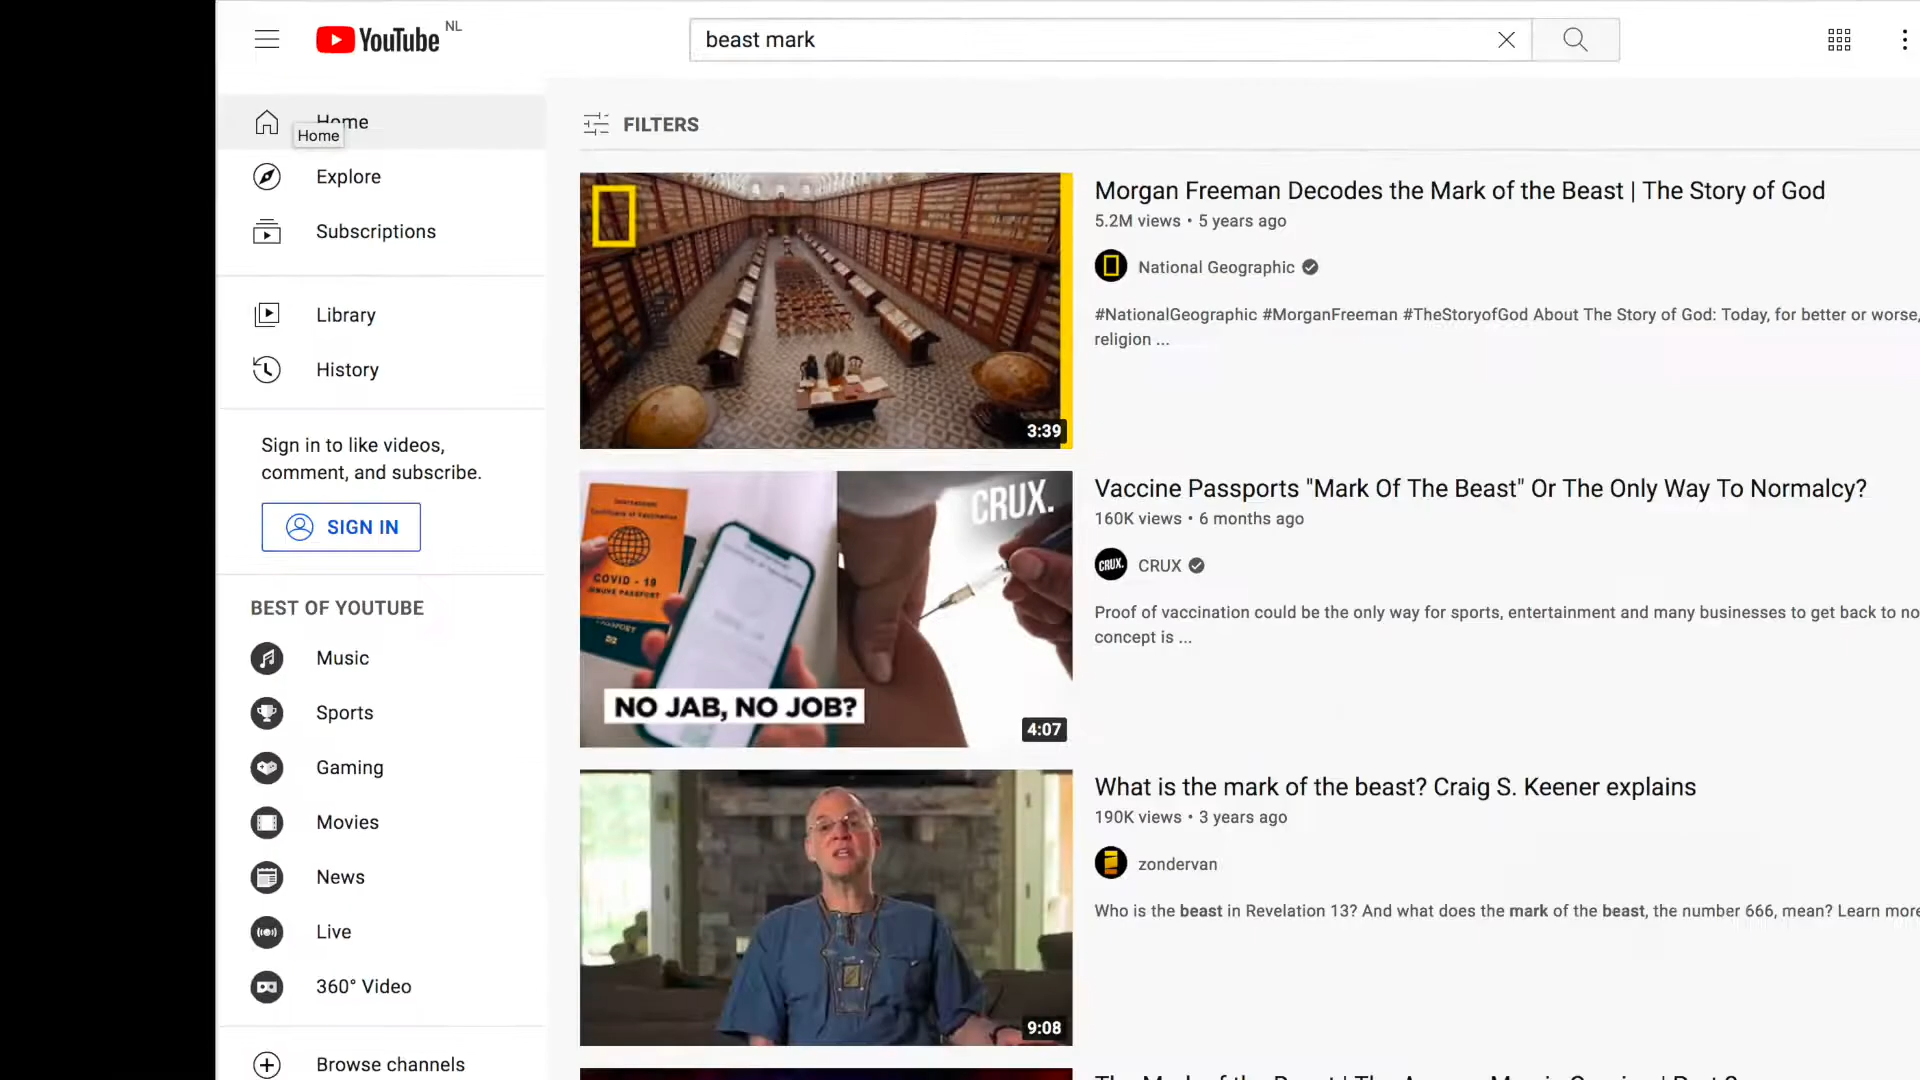 YouTube NL
beast mark
Home
Home
Explore
Subscriptions
Library
History
Sign in to like videos,
comment, and subscribe.
SIGN IN
BEST OF YOUTUBE
Music
Sports
Gaming
Movies
News
Live
360° Video
Browse channels
FILTERS
3:39
Morgan Freeman Decodes the Mark of the Beast | The Story of God
5.2M views • 5 years ago
National Geographic
#NationalGeographic #MorganFreeman #TheStoryofGod About The Story of God: Today, for better or worse,
religion ...
COVID - 19
CRUX.
NO JAB, NO JOB?
4:07
Vaccine Passports "Mark Of The Beast" Or The Only Way To Normalcy?
160K views • 6 months ago
CRUX.
CRUX
Proof of vaccination could be the only way for sports, entertainment and many businesses to get back to no
concept is ...
9:08
What is the mark of the beast? Craig S. Keener explains
190K views • 3 years ago
zondervan
Who is the beast in Revelation 13? And what does the mark of the beast, the number 666, mean? Learn more